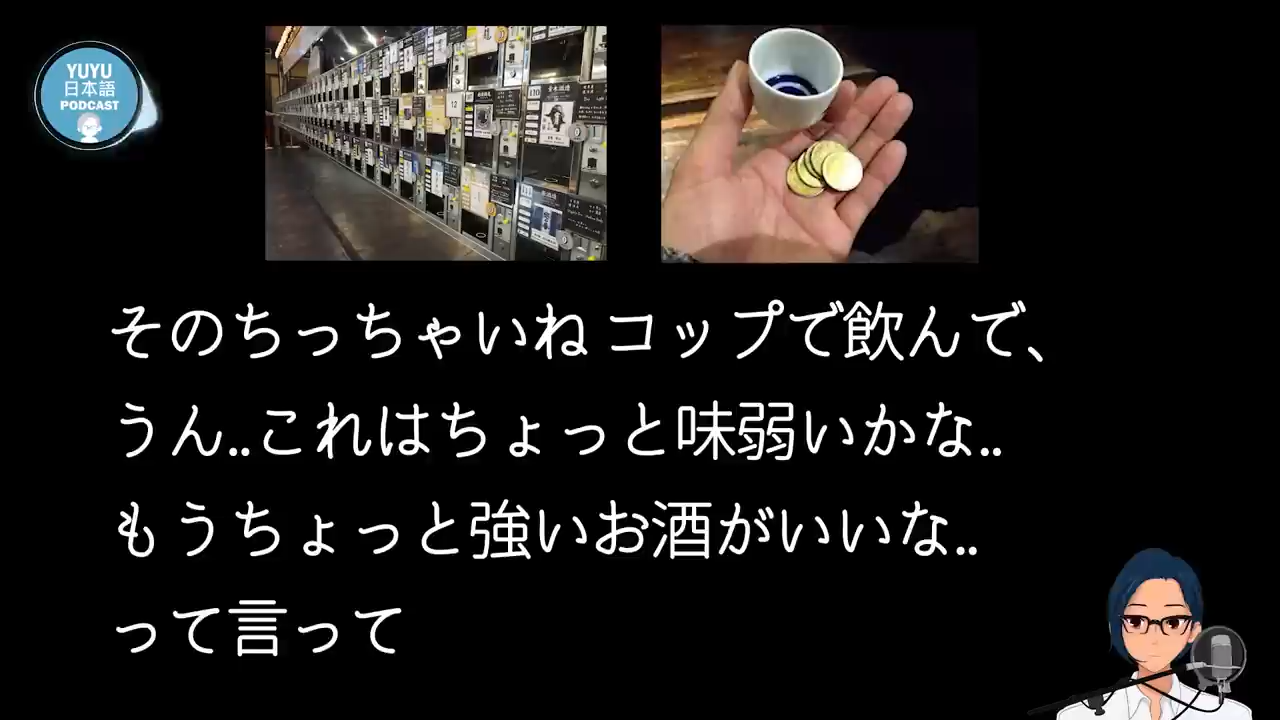 YUYU
日本語
PODCAST
そのちっちゃいね コップで飲んで、
うん..これはちょっと味弱いかな..
もうちょっと強いお酒がいいな..
って言って